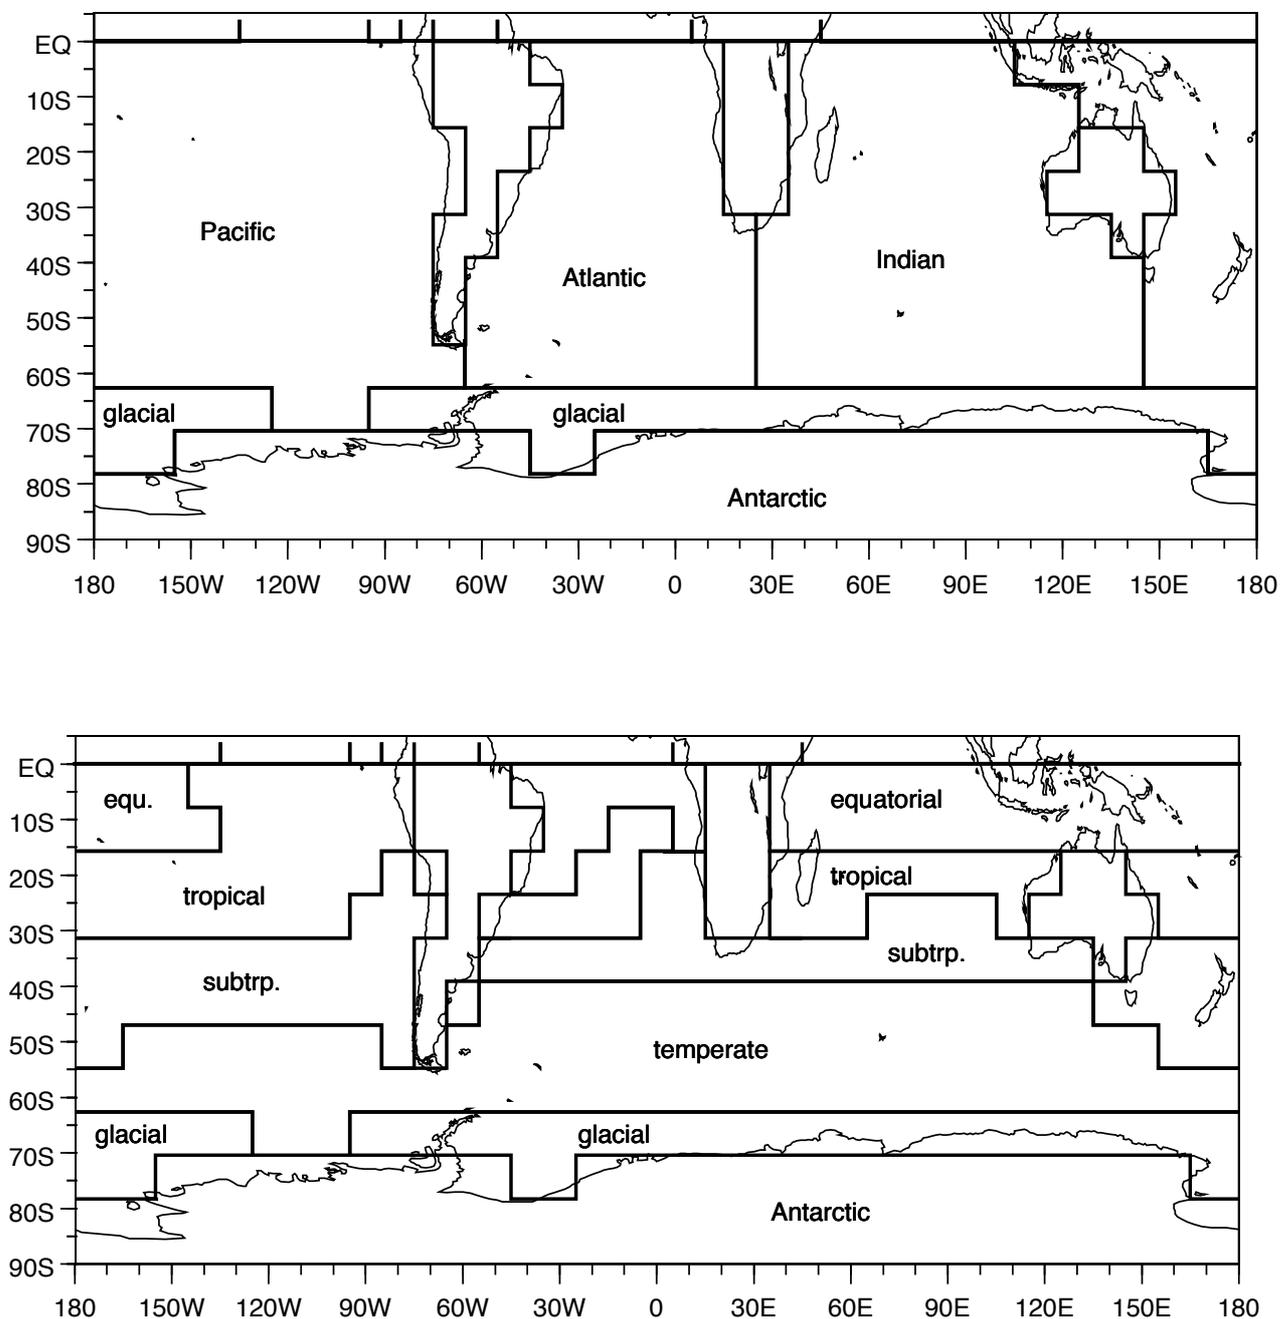 EQ
10S
20S
30S
Pacific
Indian
40S
Atlantic
50S
60S
glacial
glacial
70S
80S
Antarctic
90S
180 150W 120W 90W 60W 30W 0 30E 60E 90E 120E 150E 180
EQ
equ.
equatorial
10S
20S
tropical
tropical
30S
subtrp.
subtrp.
40S
50S
temperate
60S
glacial
glacial
70S
80S
Antarctic
90S
180 150W 120W 90W 60W 30W 0 30E 60E 90E 120E 150E 180